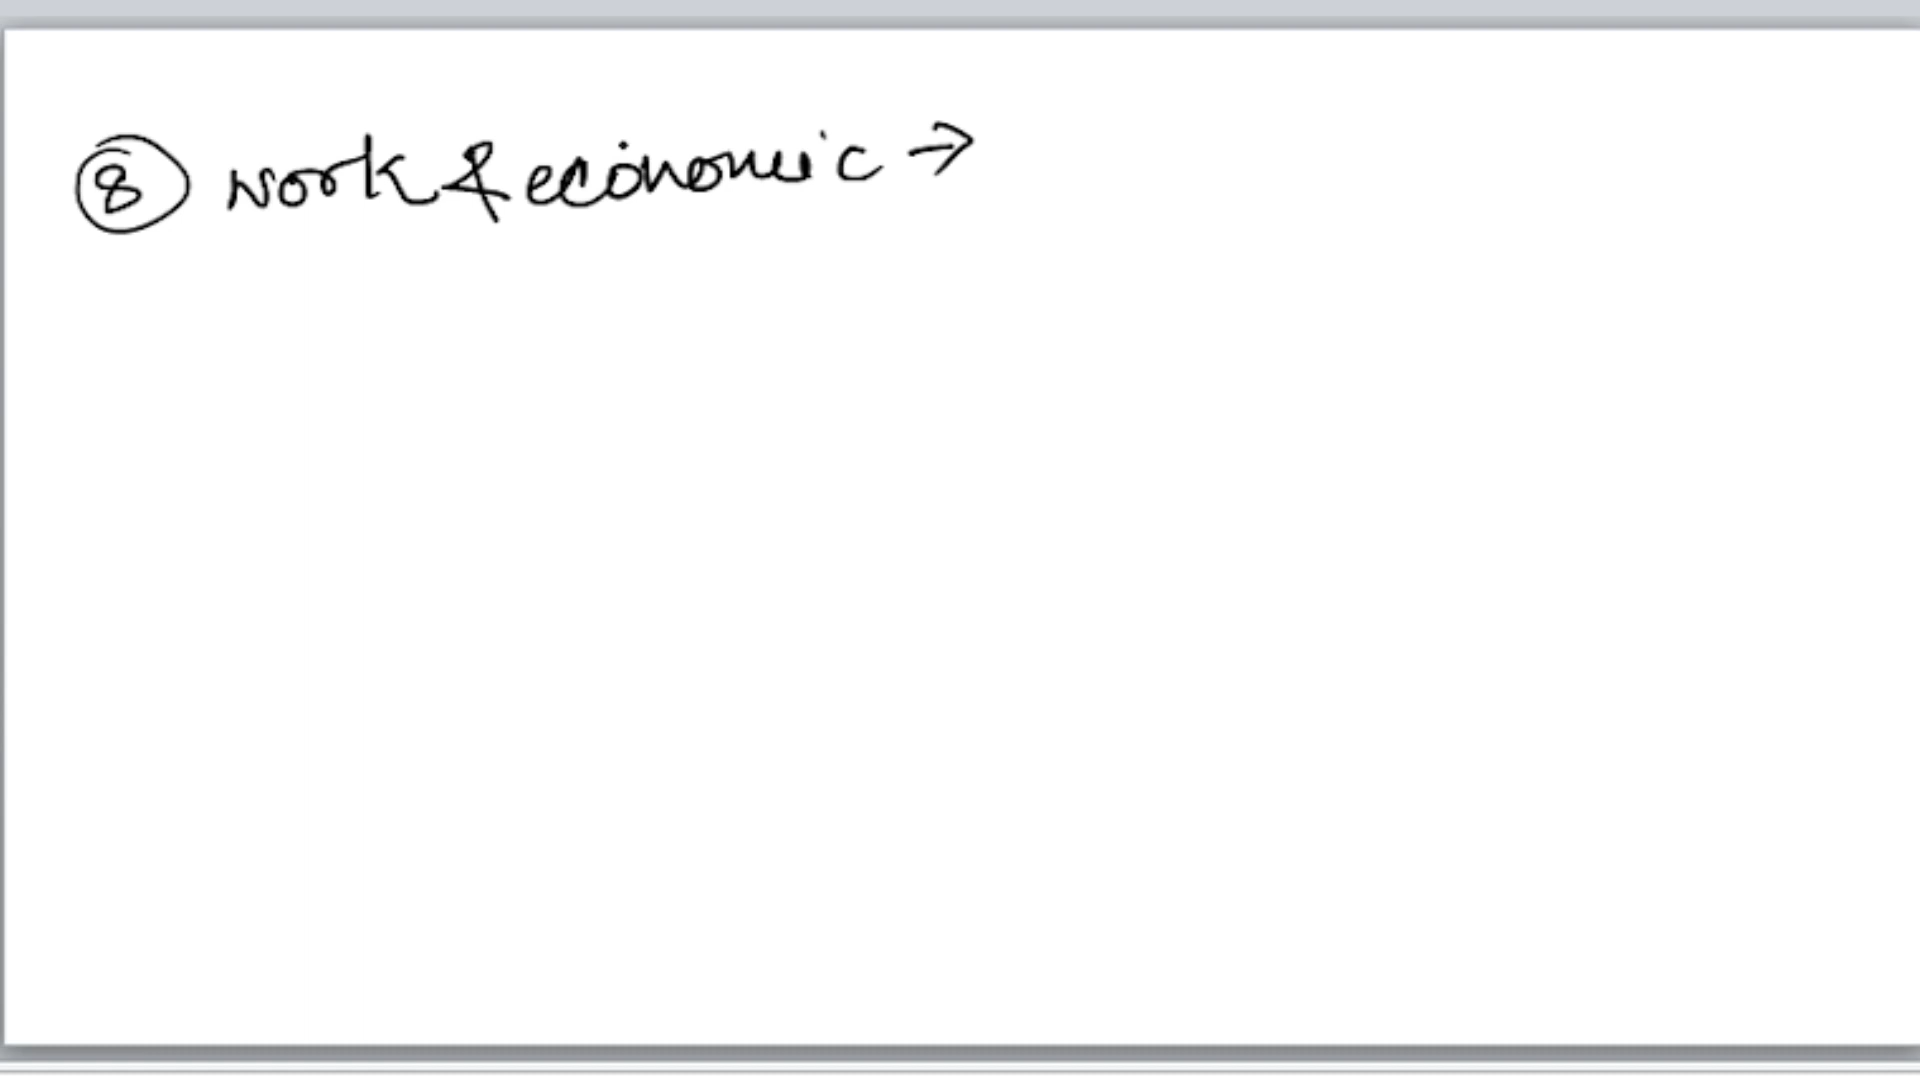 ⑧ work & economic →